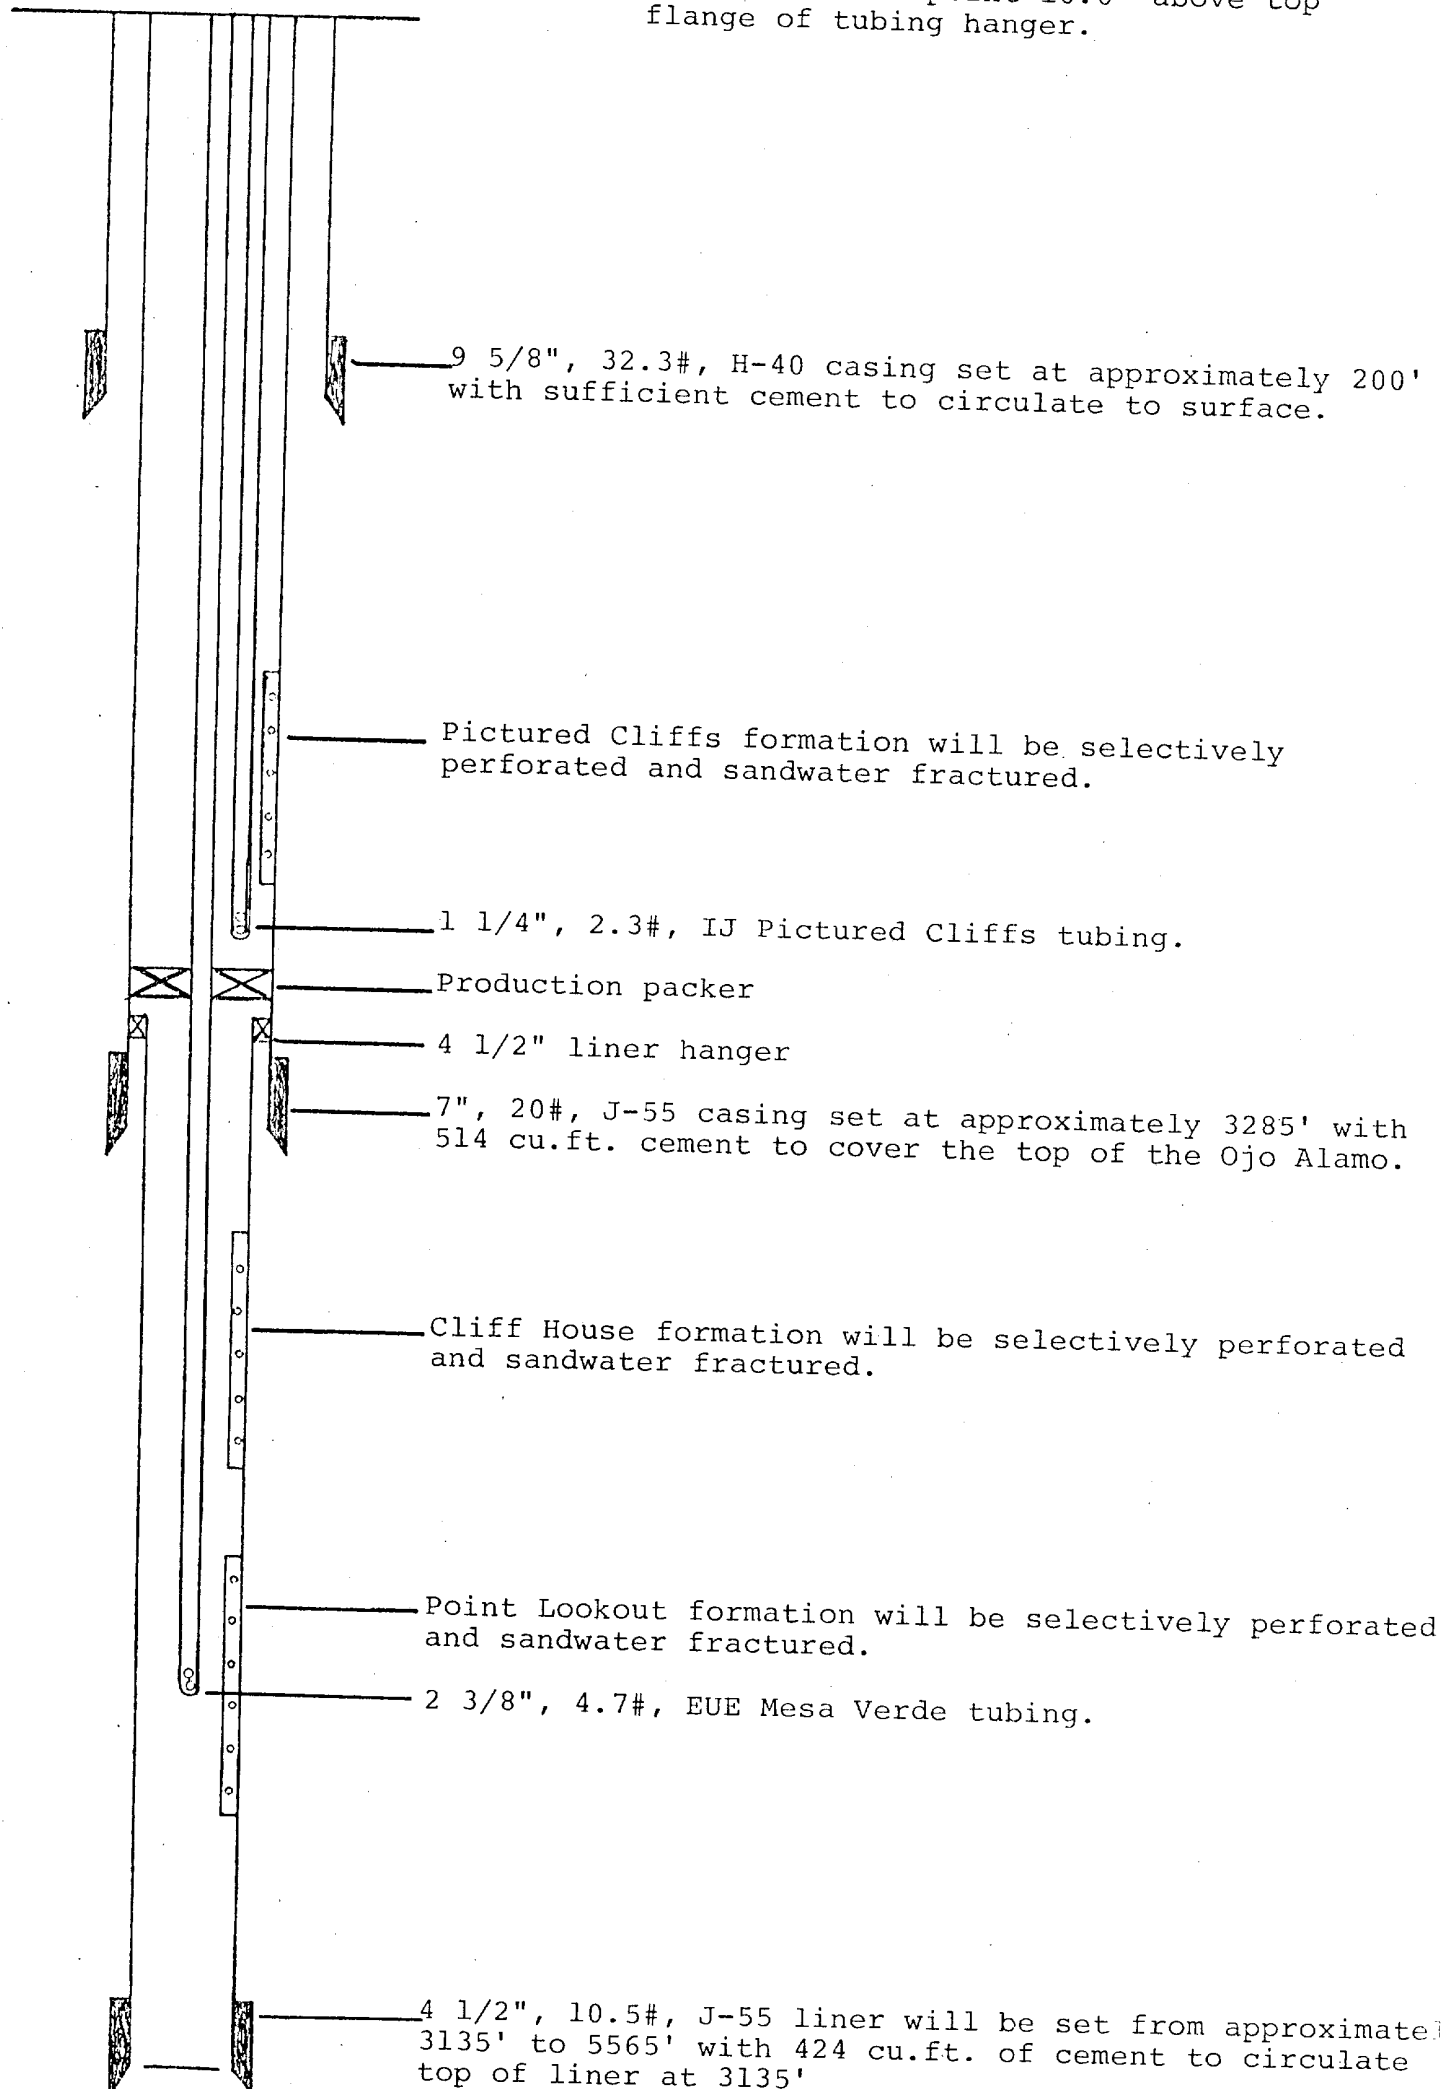 above top
flange of tubing hanger.
9 5/8", 32.3#, H-40 casing set at approximately 200'
with sufficient cement to circulate to surface.
Pictured Cliffs formation will be selectively
perforated and sandwater fractured.
1 1/4", 2.3#, IJ Pictured Cliffs tubing.
Production packer
4 1/2" liner hanger
7", 20#, J-55 casing set at approximately 3285' with
514 cu.ft. cement to cover the top of the Ojo Alamo.
Cliff House formation will be selectively perforated
and sandwater fractured.
Point Lookout formation will be selectively perforated
and sandwater fractured.
2 3/8", 4.7#, EUE Mesa Verde tubing.
4 1/2", 10.5#, J-55 liner will be set from approximatel
3135' to 5565' with 424 cu.ft. of cement to circulate
top of liner at 3135'